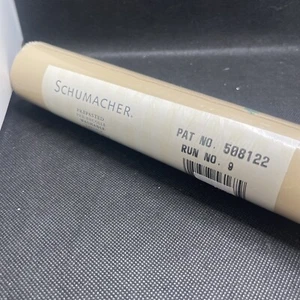 SCHUMACHER.
PAT NO. 508122
RUN NO. 9